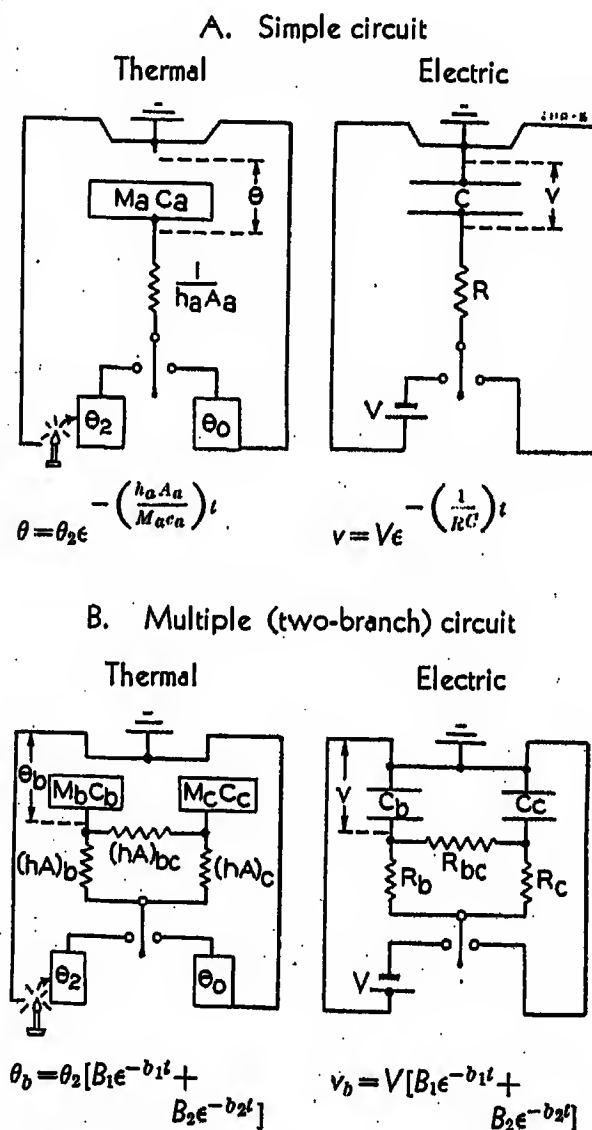 A. Simple circuit
Thermal Electric
MaCa θ C v
1/haAa R
θ2 θ0 V
θ=θ2ε^-(haAa/Maca)t v=Vε^-(1/RC)t
B. Multiple (two-branch) circuit
Thermal Electric
θb MbCb McCc v Cb Cc
(hA)b (hA)bc (hA)c Rb Rbc Rc
θ2 θ0 V
θb=θ2[B1ε^-b1t+ vb=V[B1ε^-b1t+
B2ε^-b2t] B2ε^-b2t]